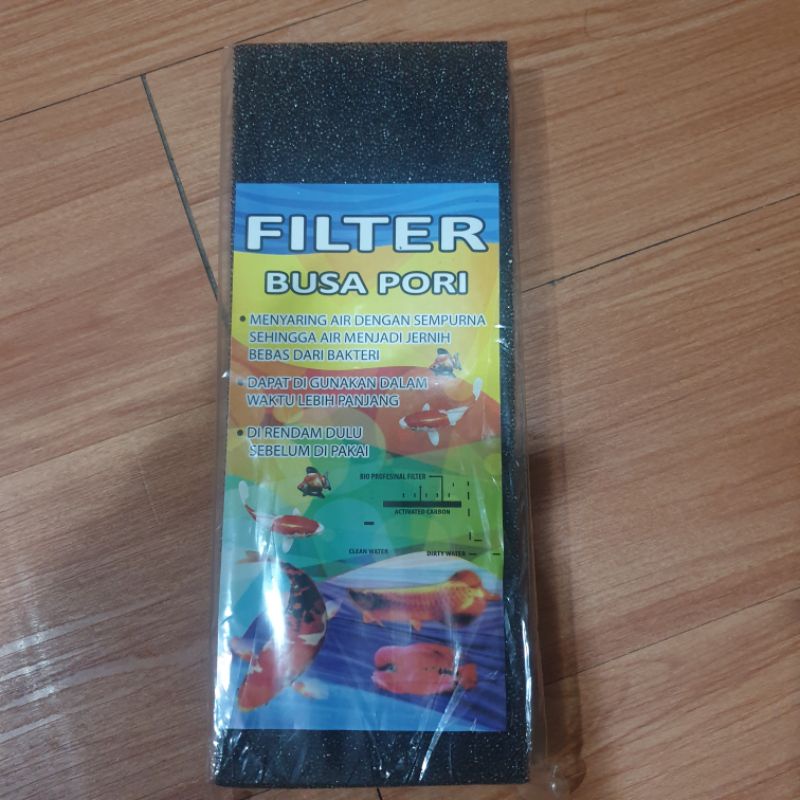 FILTER
BUSA PORI
• MENYARING AIR DENGAN SEMPURNA
SEHINGGA AIR MENJADI JERNIH
BEBAS DARI BAKTERI
• DAPAT DI GUNAKAN DALAM
WAKTU LEBIH PANJANG
• DI RENDAM DULU
SEBELUM DI PAKAI
BIO PROFESINAL FILTER
ACTIVATED CARBON
CLEAN WATER
DIRTY WATER